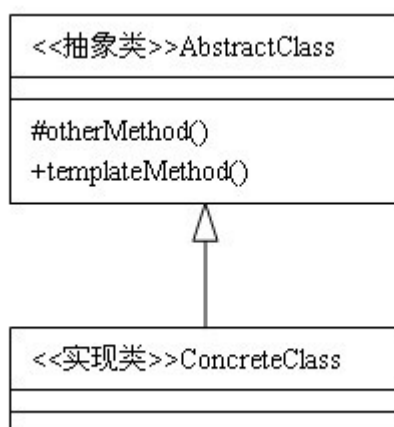 <<抽象类>>AbstractClass
#otherMethod()
+templateMethod()
<<实现类>>ConcreteClass